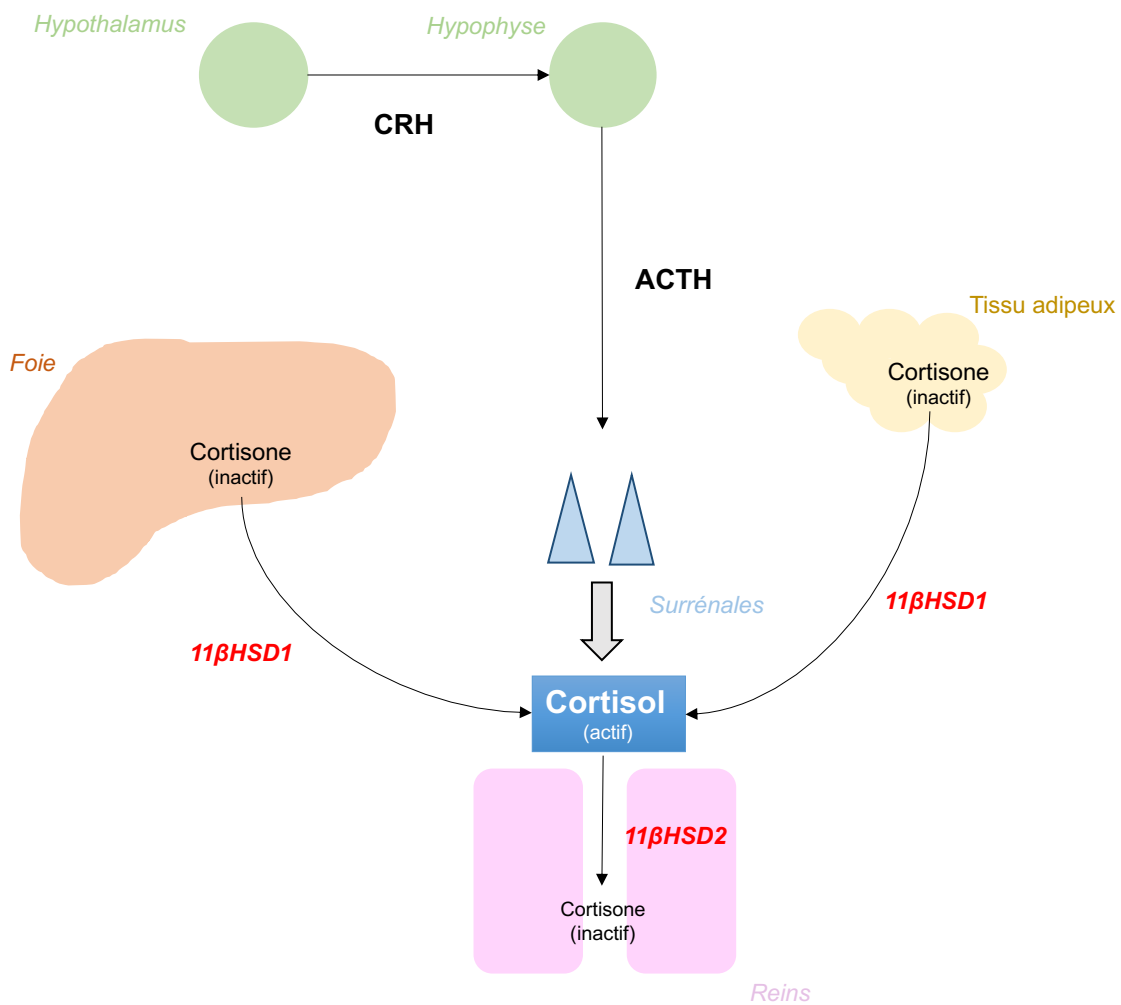 Hypothalamus
Hypophyse
CRH
ACTH
Tissu adipeux
Foie
Cortisone
(inactif)
Cortisone
(inactif)
Surrénales
11βHSD1
11βHSD1
Cortisol
(actif)
11βHSD2
Cortisone
(inactif)
Reins